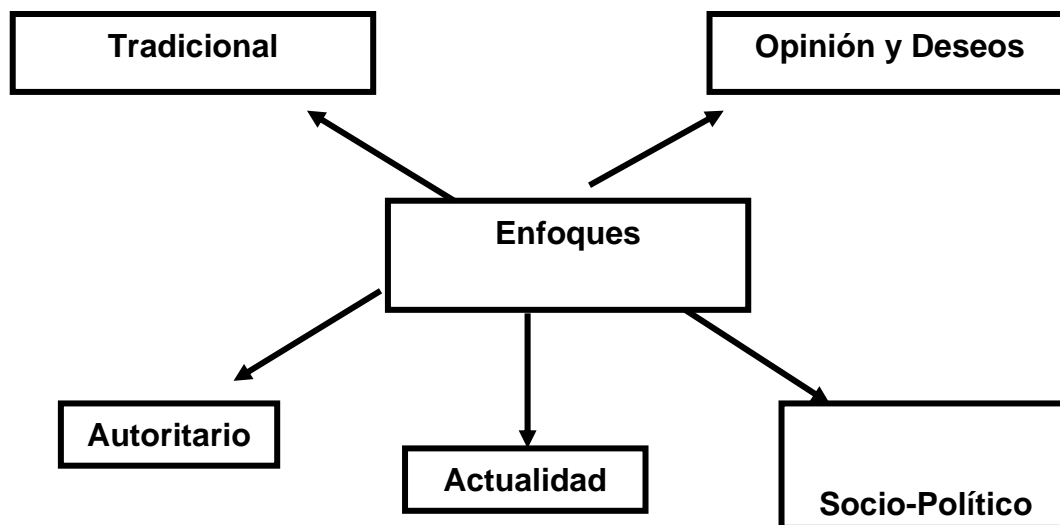 Tradicional
Opinión y Deseos
Enfoques
Autoritario
Actualidad
Socio-Político